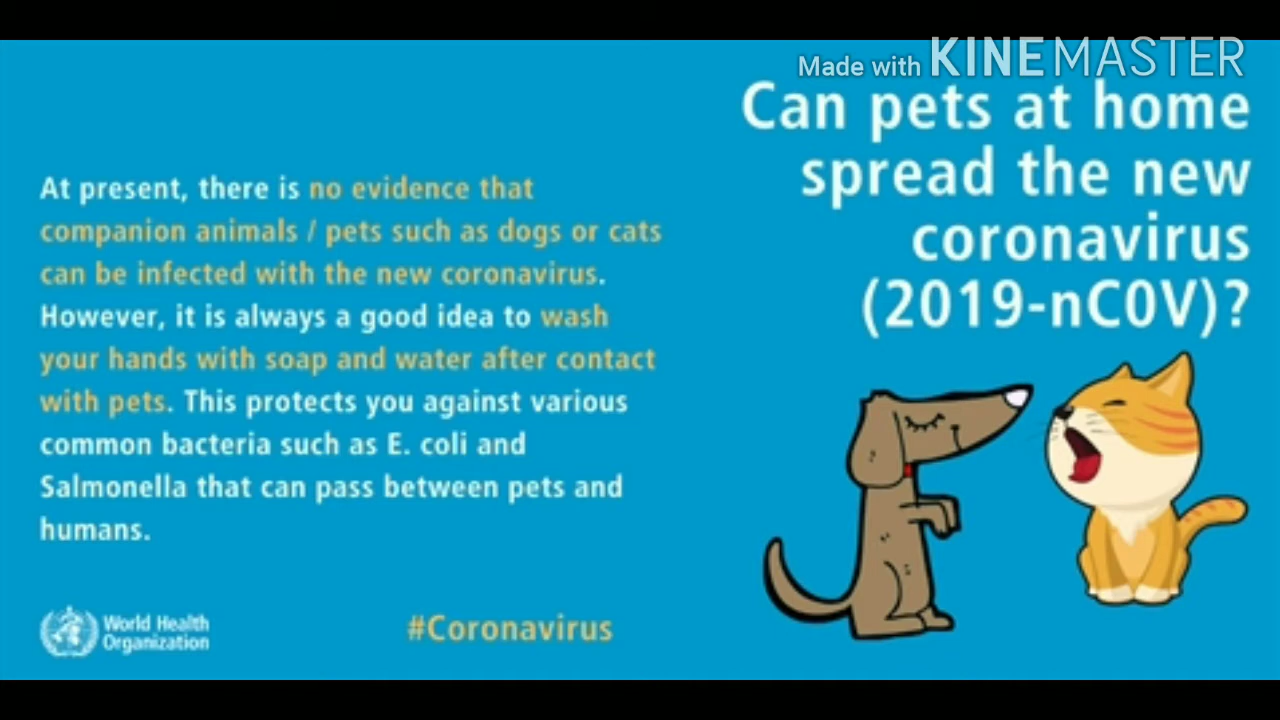 Made with KINEMASTER
Can pets at home
spread the new
coronavirus
(2019-nC0V)?
At present, there is no evidence that
companion animals / pets such as dogs or cats
can be infected with the new coronavirus.
However, it is always a good idea to wash
your hands with soap and water after contact
with pets. This protects you against various
common bacteria such as E. coli and
Salmonella that can pass between pets and
humans.
World Health
Organization
#Coronavirus